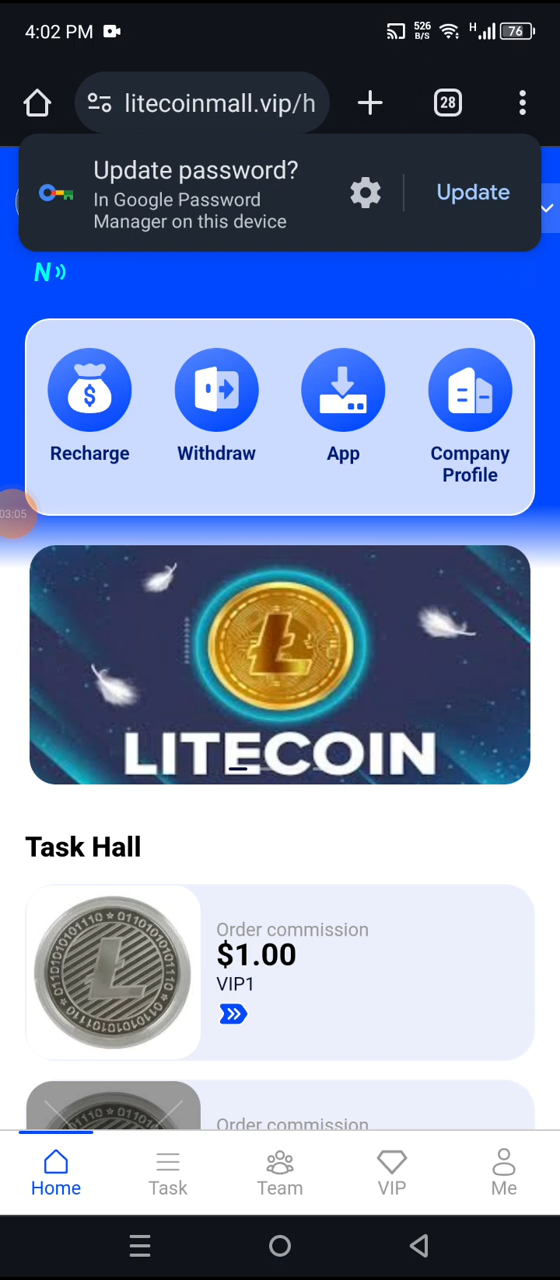 4:02 PM
526
B/S
H
76
litecoinmall.vip/h
28
Update password?
In Google Password
Manager on this device
Update
N
Recharge
Withdraw
App
Company
Profile
03:05
LITECOIN
Task Hall
Order commission
$1.00
VIP1
Order commission
Home
Task
Team
VIP
Me